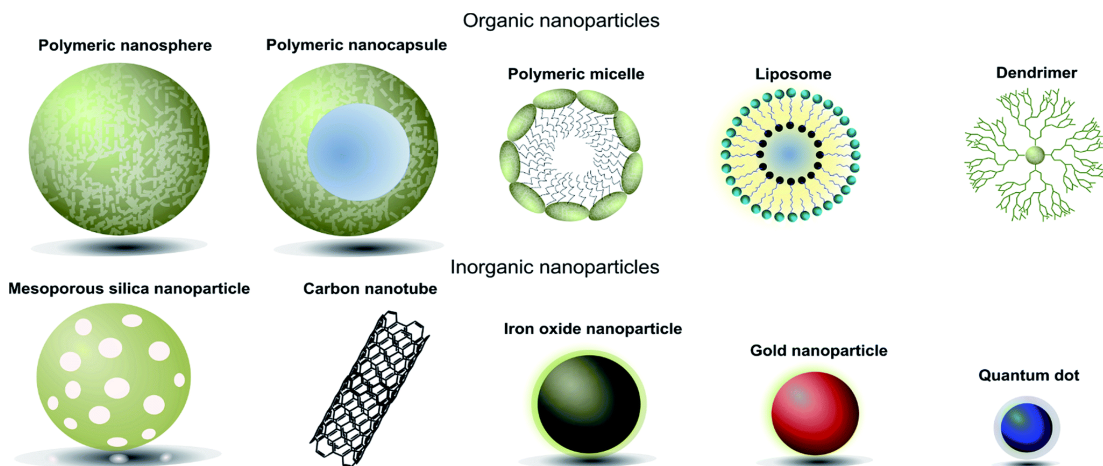 Organic nanoparticles
Polymeric nanosphere
Polymeric nanocapsule
Polymeric micelle
Liposome
Dendrimer
Inorganic nanoparticles
Mesoporous silica nanoparticle
Carbon nanotube
Iron oxide nanoparticle
Gold nanoparticle
Quantum dot